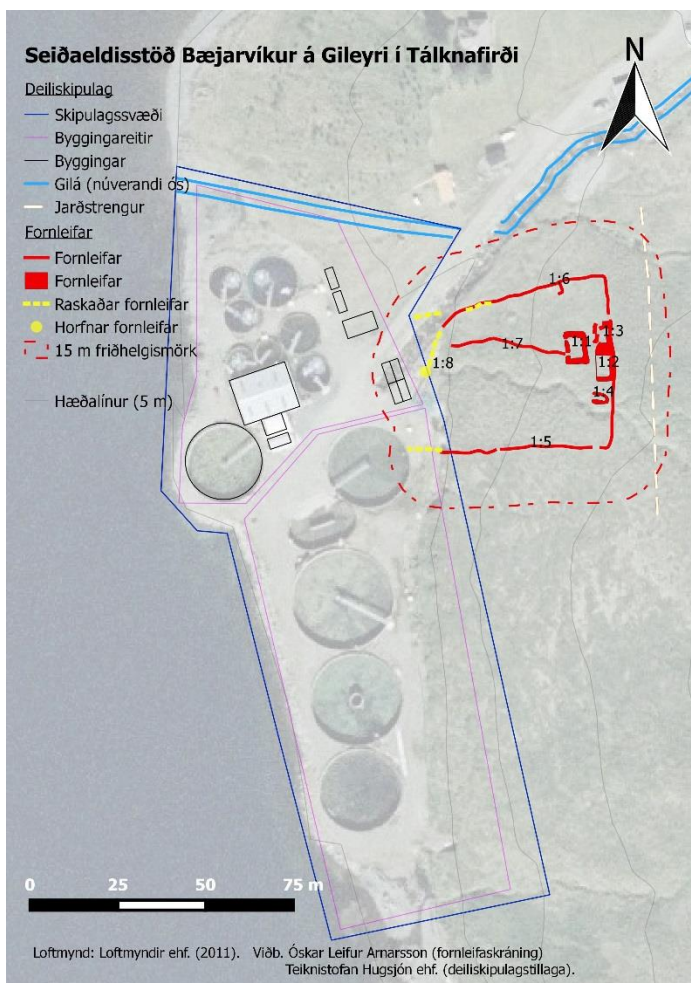 Seiðaeldisstöð Bæjarvíkur á Gileyri í Tálknafirði
N
Deiliskipulag
Skipulagssvæði
Byggingareitir
Byggingar
Gilá (núverandi ós)
Jarðstrengur
Fornleifar
Fornleifar
Fornleifar
Raskaðar fornleifar
Horfnar fornleifar
15 m friðhelgismörk
Hæðalínur (5 m)
1:6
1:3
1:1
1:7
1:2
1:8
1:4
1:5
0 25 50 75 m
Loftmynd: Loftmyndir ehf. (2011). Viðb. Óskar Leifur Arnarsson (fornleifaskráning)
Teiknistofan Hugsjón ehf. (deiliskipulagstillaga).